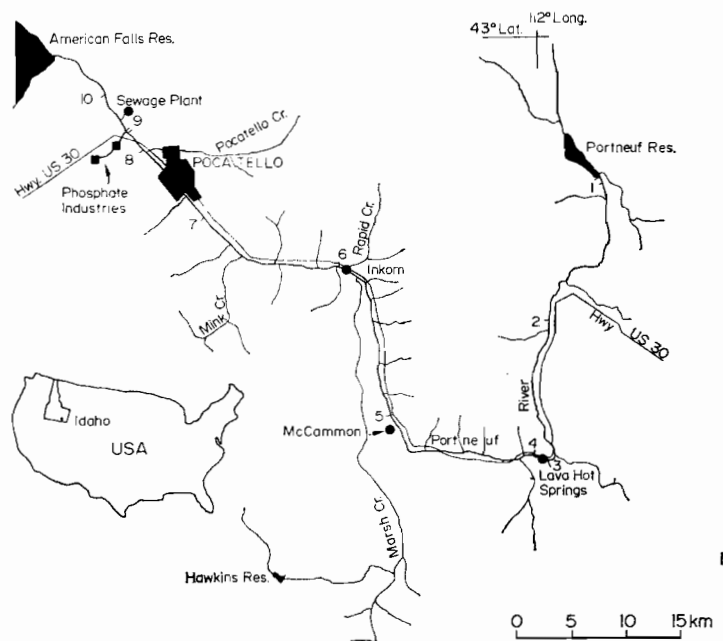 American Falls Res.
112° Long.
43° Lat.
10
Sewage Plant
9
Pocatello Cr.
8
POCATELLO
Portneuf Res.
Hwy. US 30
Phosphate
Industries
1
7
6
Rapid Cr.
Inkom
Mink Cr.
2
Hwy
US 30
River
Idaho
USA
5
McCammon
Portneuf
4
3
Lava Hot
Springs
Marsh Cr.
Hawkins Res.
0 5 10 15 km